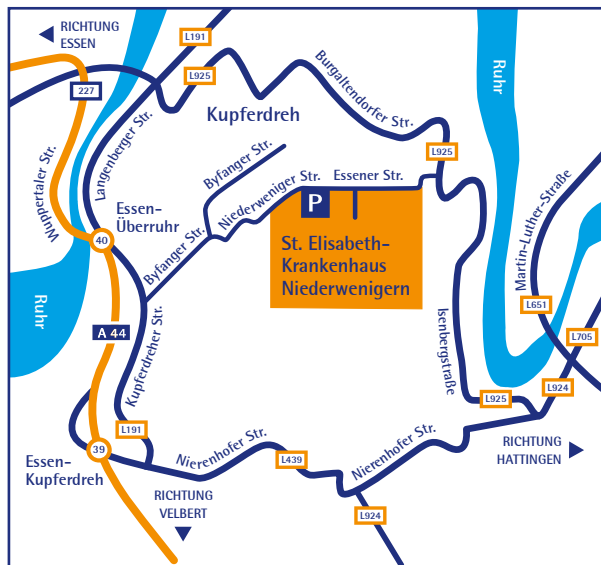 RICHTUNG
ESSEN
L191
L925
227
Kupferdreh
Burgaltendorfer Str.
Ruhr
Ruhr
Wuppertaler Str.
Langenberger Str.
L925
Byfanger Str.
Niederweniger Str.
Essener Str.
P
Martin-Luther-Straße
Essen-
Überruhr
40
Byfanger Str.
St. Elisabeth-
Krankenhaus
Niederwenigern
Ruhr
A 44
Kupferdreher Str.
Isenbergstraße
L651
L705
L924
L925
L191
39
Essen-
Kupferdreh
Nierenhofer Str.
L439
Nierenhofer Str.
RICHTUNG
HATTINGEN
RICHTUNG
VELBERT
L924